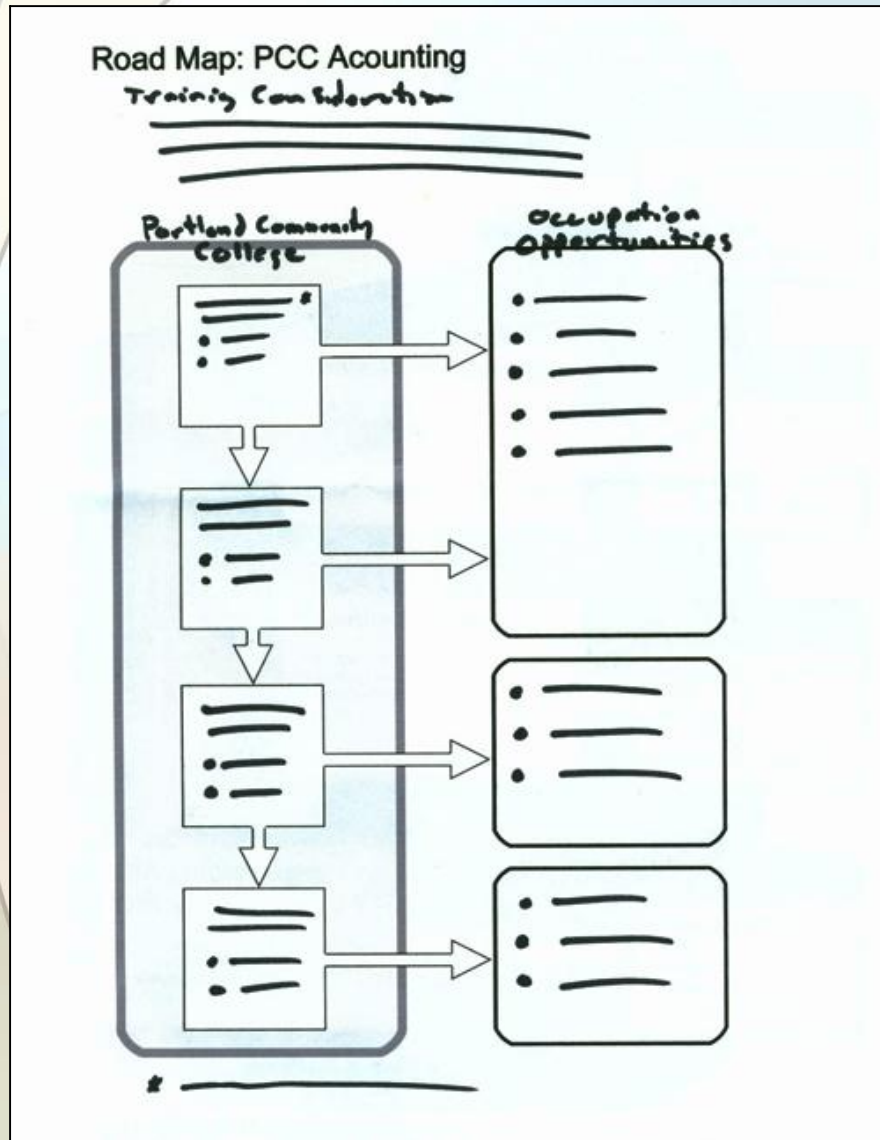 Road Map: PCC Acounting
Training Consideration
Portland Community
College
Occupation
Opportunities
*
*